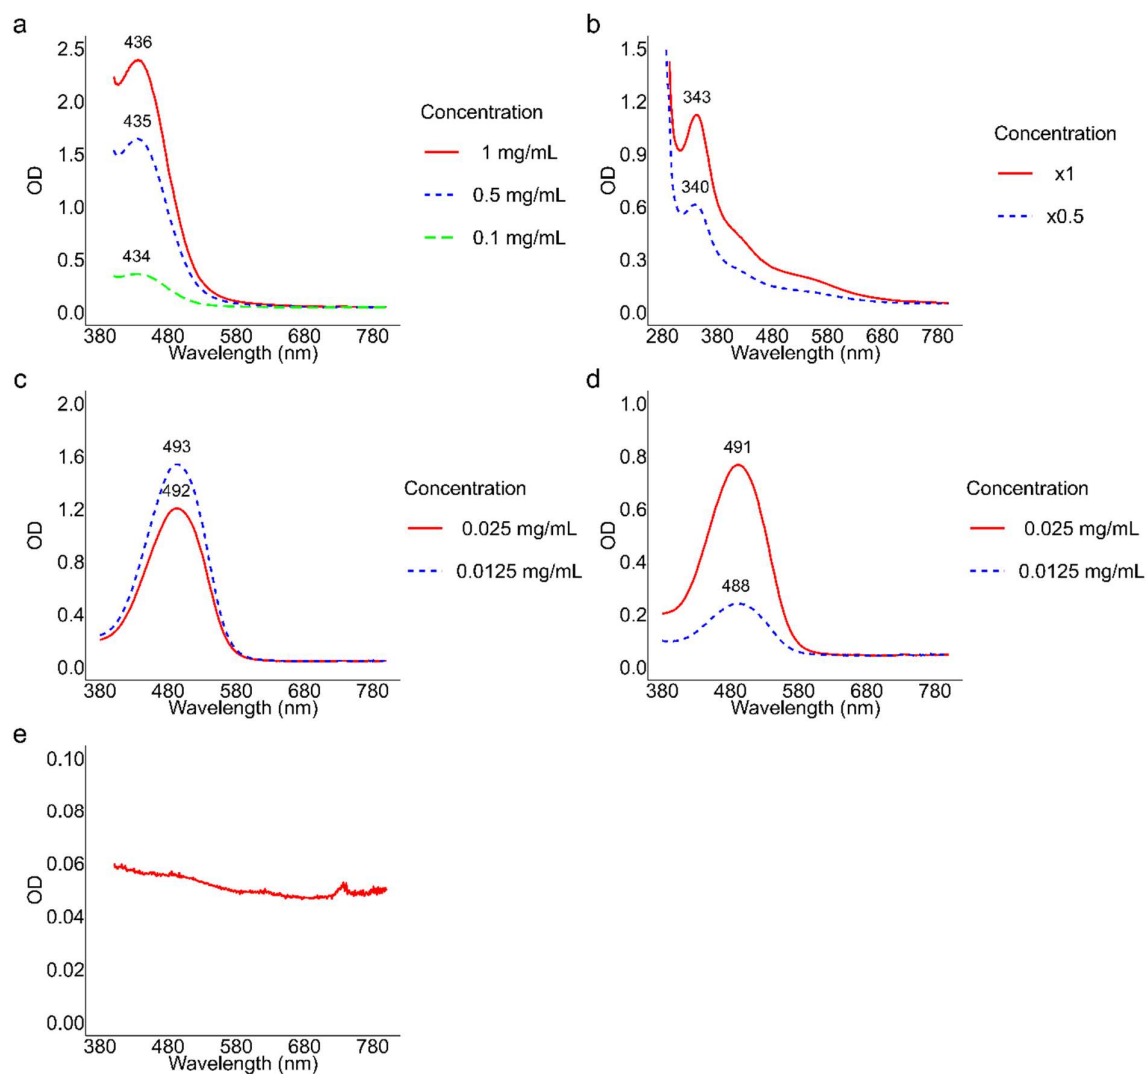 a
2.5
2.0
1.5
1.0
0.5
0.0
OD
436
435
434
380 480 580 680 780
Wavelength (nm)
Concentration
1 mg/mL
0.5 mg/mL
0.1 mg/mL
b
1.5
1.2
0.9
0.6
0.3
0.0
OD
343
340
280 380 480 580 680 780
Wavelength (nm)
Concentration
x1
x0.5
c
2.0
1.6
1.2
0.8
0.4
0.0
OD
493
492
380 480 580 680 780
Wavelength (nm)
Concentration
0.025 mg/mL
0.0125 mg/mL
d
1.0
0.8
0.6
0.4
0.2
0.0
OD
491
488
380 480 580 680 780
Wavelength (nm)
Concentration
0.025 mg/mL
0.0125 mg/mL
e
0.10
0.08
0.06
0.04
0.02
0.00
OD
380 480 580 680 780
Wavelength (nm)